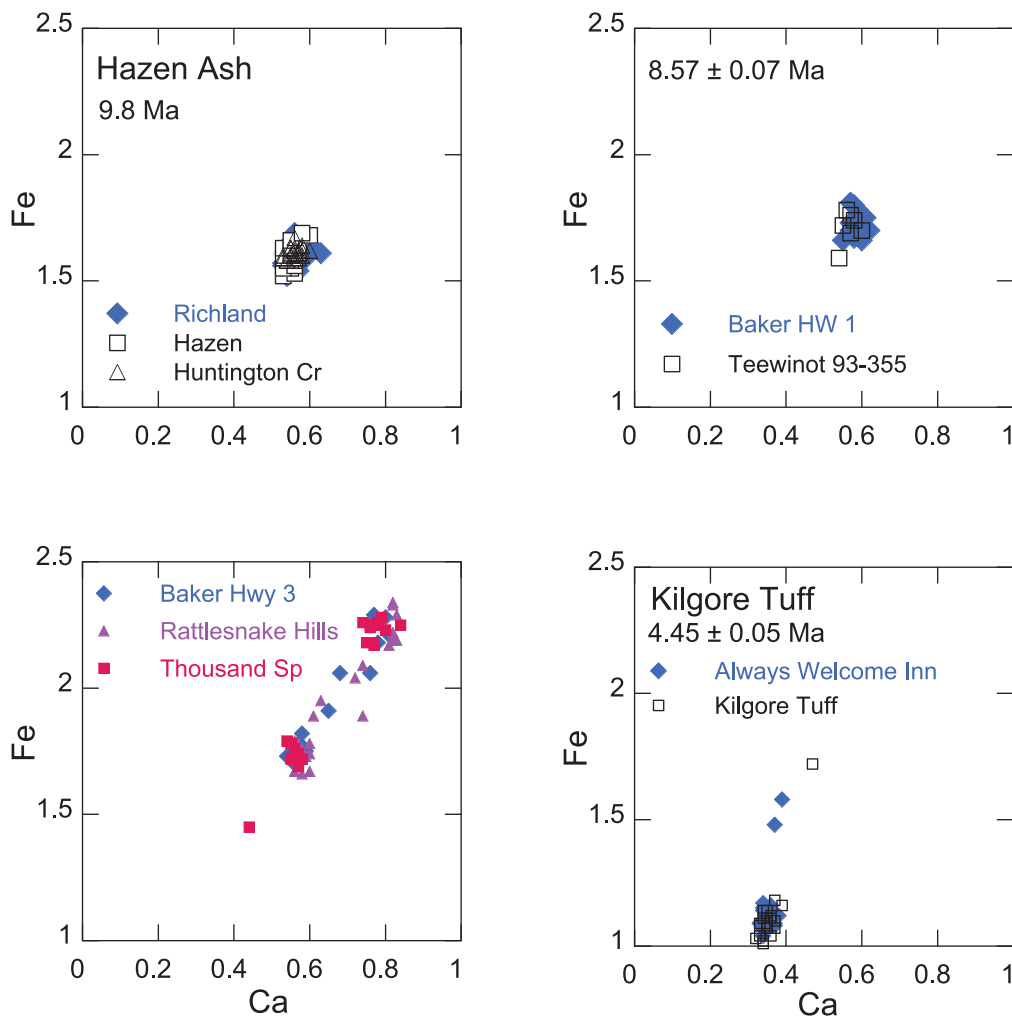 Hazen Ash
9.8 Ma
Richland
Hazen
Huntington Cr
Fe
2.5
2
1.5
1
0 0.2 0.4 0.6 0.8 1
8.57 ± 0.07 Ma
Baker HW 1
Teewinot 93-355
Fe
2.5
2
1.5
1
0 0.2 0.4 0.6 0.8 1
Baker Hwy 3
Rattlesnake Hills
Thousand Sp
Fe
2.5
2
1.5
1
0 0.2 0.4 0.6 0.8 1
Ca
Kilgore Tuff
4.45 ± 0.05 Ma
Always Welcome Inn
Kilgore Tuff
Fe
2.5
2
1.5
1
0 0.2 0.4 0.6 0.8 1
Ca